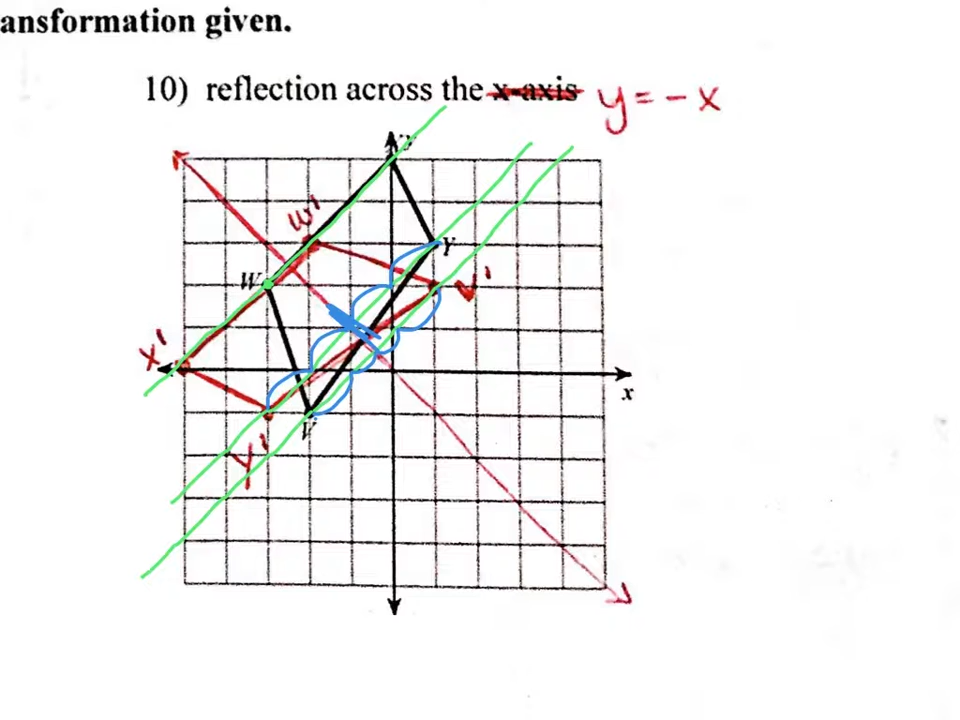 ansformation given.
10) reflection across the x-axis y = - x
y
W'
W
Y
V'
X'
x
V
Y'